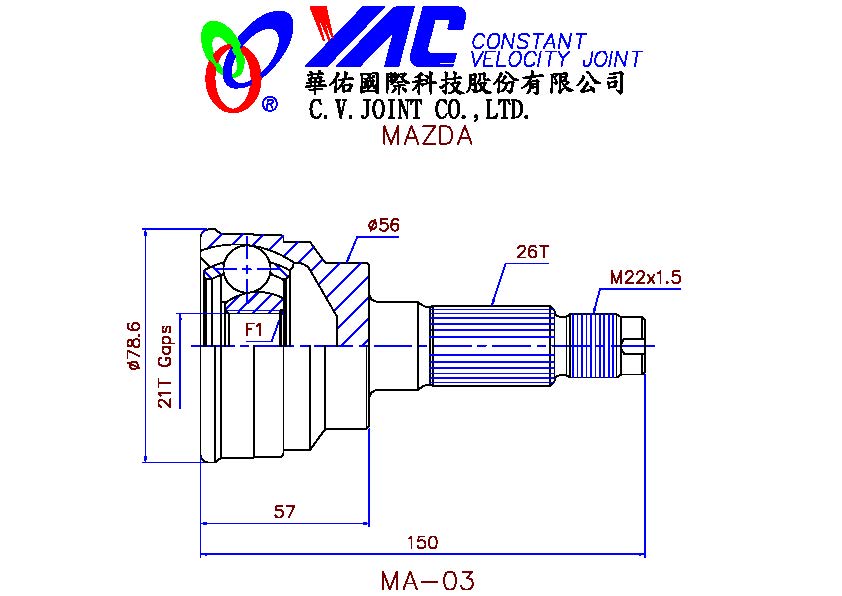 YAC CONSTANT
VELOCITY JOINT
®
華佑國際科技股份有限公司
C.V.JOINT CO.,LTD.
MAZDA
ø56
26T
M22x1.5
ø78.6
21T Gaps
F1
57
150
MA-03